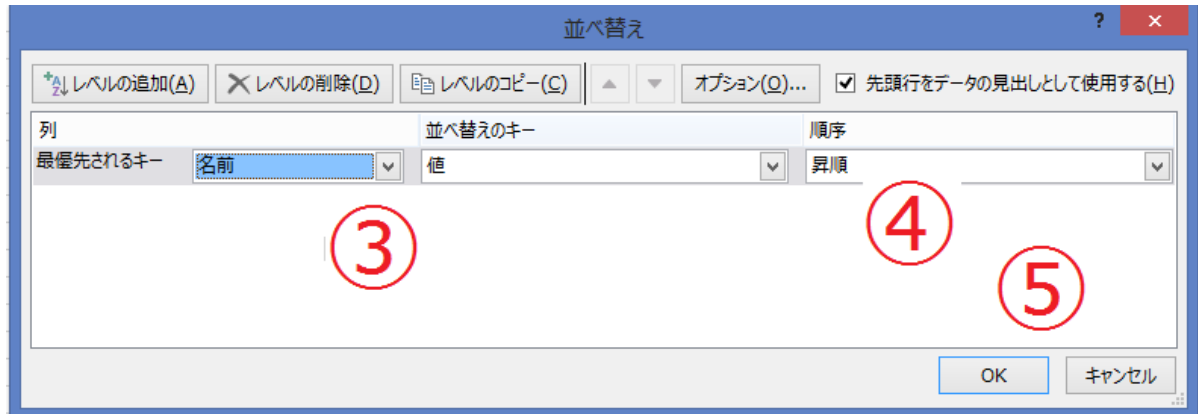 並べ替え ?
レベルの追加(A) レベルの削除(D) レベルのコピー(C) オプション(O)... 先頭行をデータの見出しとして使用する(H)
列 並べ替えのキー 順序
最優先されるキー 名前 値 昇順
③ ④
⑤
OK キャンセル